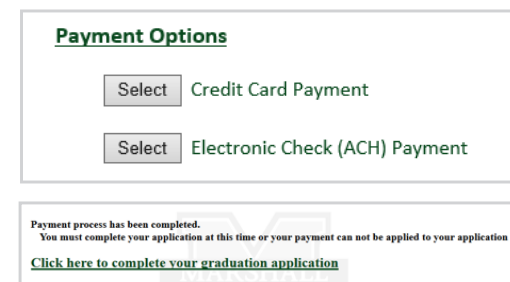 Payment Options
Select Credit Card Payment
Select Electronic Check (ACH) Payment
Payment process has been completed.
You must complete your application at this time or your payment can not be applied to your application
Click here to complete your graduation application
MARSHALL